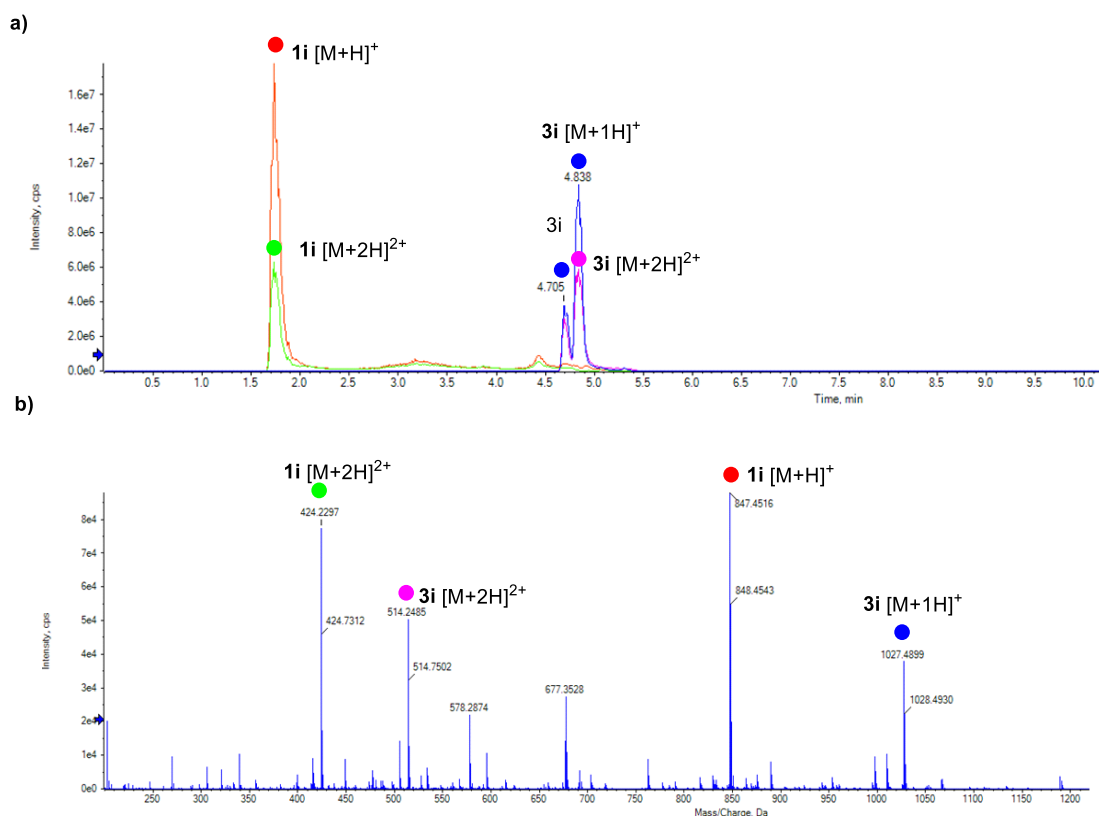 a)
1i [M+H]+
1.6e7
1.4e7
1.2e7
1.0e7
8.0e6
6.0e6
4.0e6
2.0e6
0.0e0
Intensity, cps
3i [M+1H]+
4.838
3i
1i [M+2H]2+
3i [M+2H]2+
4.705
0.5 1.0 1.5 2.0 2.5 3.0 3.5 4.0 4.5 5.0 5.5 6.0 6.5 7.0 7.5 8.0 8.5 9.0 9.5 10.0
Time, min
b)
1i [M+2H]2+
1i [M+H]+
424.2297
847.4516
8e4
7e4
6e4
5e4
4e4
3e4
2e4
1e4
0e0
Intensity, cps
3i [M+2H]2+
848.4543
3i [M+1H]+
514.2485
424.7312
1027.4899
514.7502
677.3528
578.2874
1028.4930
250 300 350 400 450 500 550 600 650 700 750 800 850 900 950 1000 1050 1100 1150 1200
Mass/Charge, Da